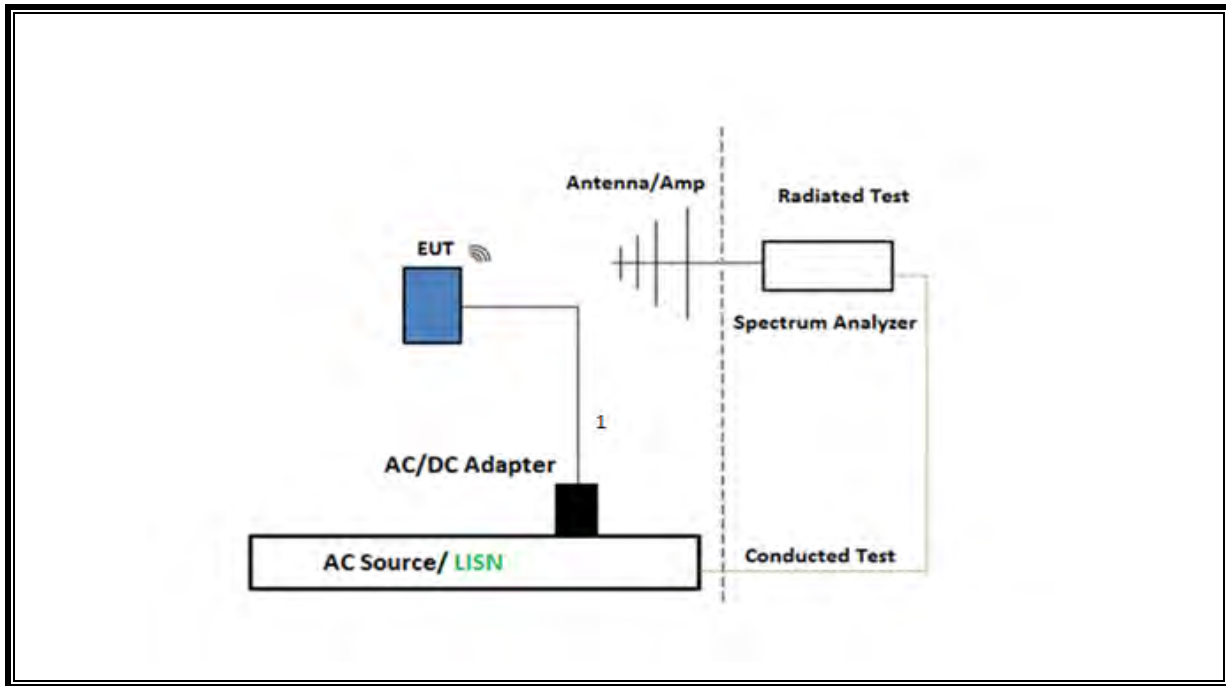 Antenna/Amp
Radiated Test
EUT
Spectrum Analyzer
1
AC/DC Adapter
AC Source/ LISN
Conducted Test